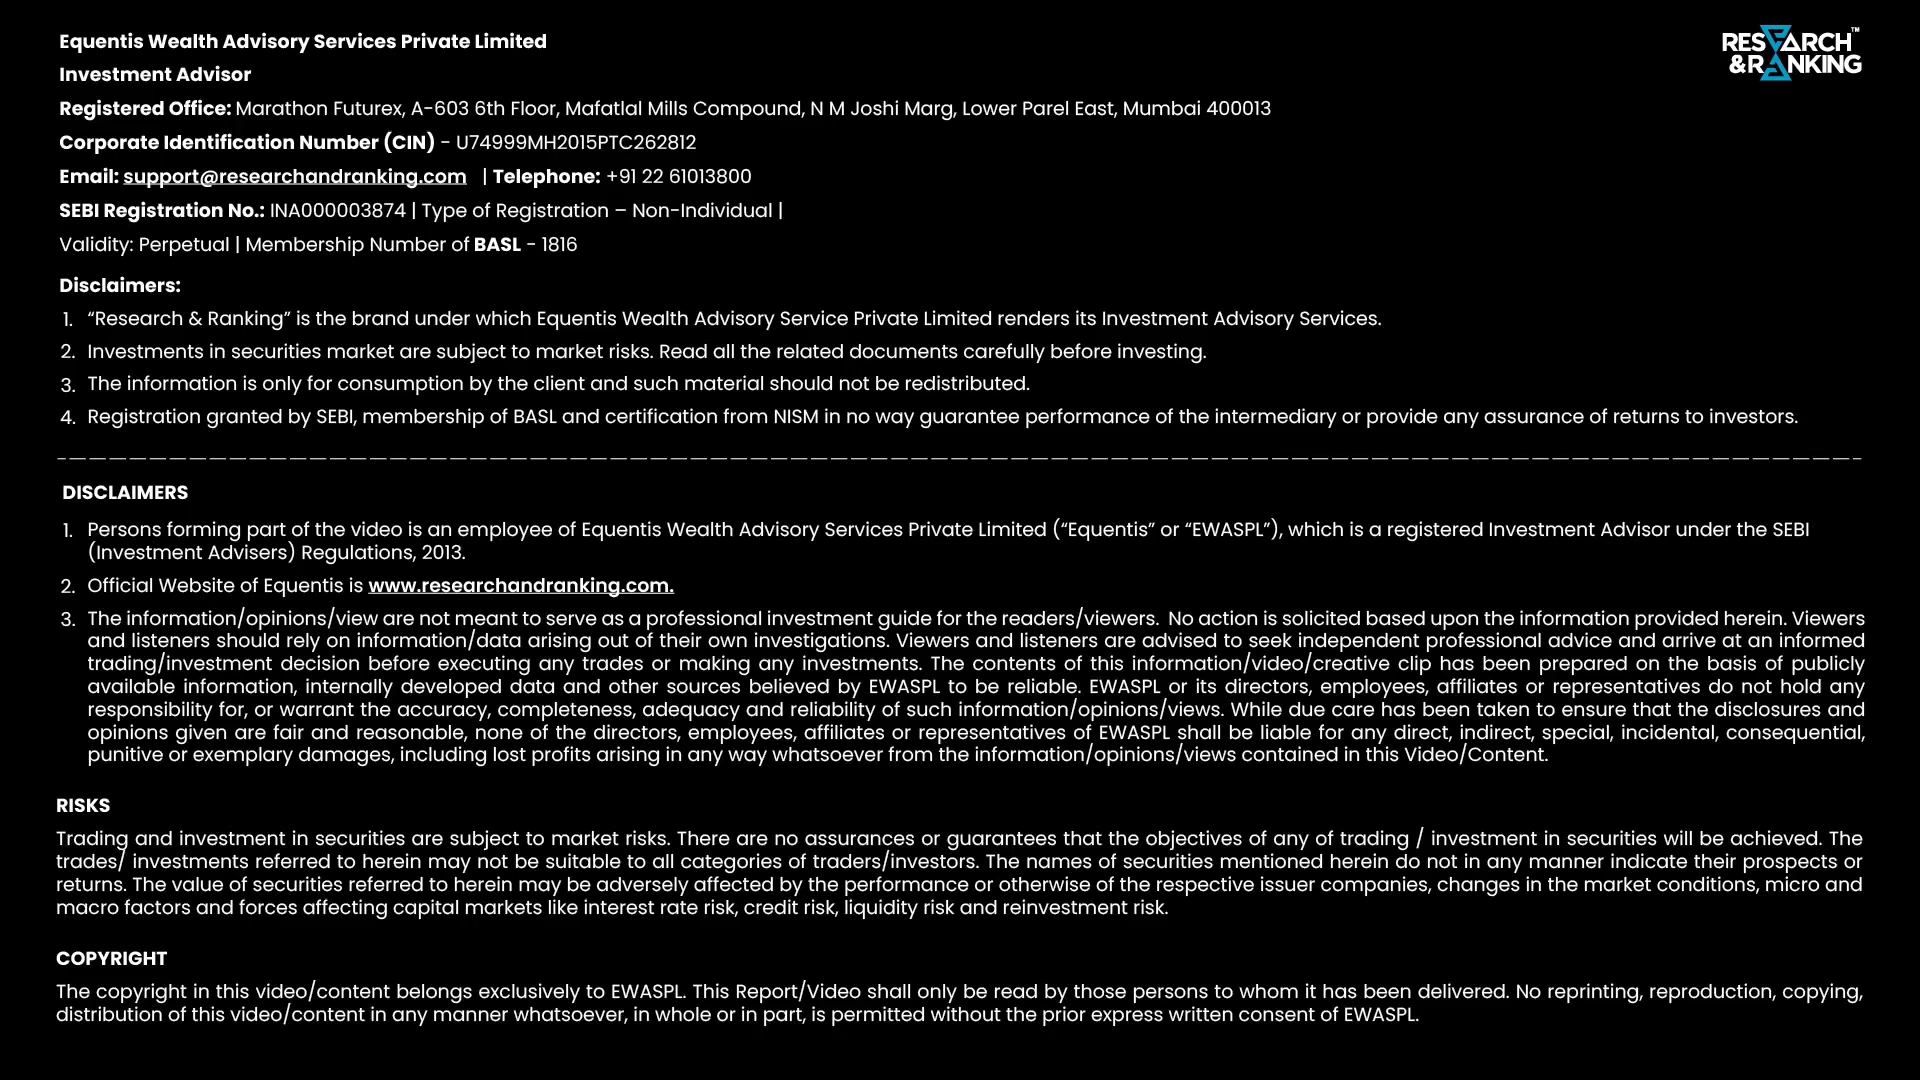 Equentis Wealth Advisory Services Private Limited
RESEARCH™
&RANKING
Investment Advisor
Registered Office: Marathon Futurex, A-603 6th Floor, Mafatlal Mills Compound, N M Joshi Marg, Lower Parel East, Mumbai 400013
Corporate Identification Number (CIN) - U74999MH2015PTC262812
Email: support@researchandranking.com | Telephone: +91 22 61013800
SEBI Registration No.: INA000003874 | Type of Registration – Non-Individual |
Validity: Perpetual | Membership Number of BASL - 1816
Disclaimers:
1. “Research & Ranking” is the brand under which Equentis Wealth Advisory Service Private Limited renders its Investment Advisory Services.
2. Investments in securities market are subject to market risks. Read all the related documents carefully before investing.
3. The information is only for consumption by the client and such material should not be redistributed.
4. Registration granted by SEBI, membership of BASL and certification from NISM in no way guarantee performance of the intermediary or provide any assurance of returns to investors.
DISCLAIMERS
1. Persons forming part of the video is an employee of Equentis Wealth Advisory Services Private Limited (“Equentis” or “EWASPL”), which is a registered Investment Advisor under the SEBI
(Investment Advisers) Regulations, 2013.
2. Official Website of Equentis is www.researchandranking.com.
3. The information/opinions/view are not meant to serve as a professional investment guide for the readers/viewers. No action is solicited based upon the information provided herein. Viewers
and listeners should rely on information/data arising out of their own investigations. Viewers and listeners are advised to seek independent professional advice and arrive at an informed
trading/investment decision before executing any trades or making any investments. The contents of this information/video/creative clip has been prepared on the basis of publicly
available information, internally developed data and other sources believed by EWASPL to be reliable. EWASPL or its directors, employees, affiliates or representatives do not hold any
responsibility for, or warrant the accuracy, completeness, adequacy and reliability of such information/opinions/views. While due care has been taken to ensure that the disclosures and
opinions given are fair and reasonable, none of the directors, employees, affiliates or representatives of EWASPL shall be liable for any direct, indirect, special, incidental, consequential,
punitive or exemplary damages, including lost profits arising in any way whatsoever from the information/opinions/views contained in this Video/Content.
RISKS
Trading and investment in securities are subject to market risks. There are no assurances or guarantees that the objectives of any of trading / investment in securities will be achieved. The
trades/ investments referred to herein may not be suitable to all categories of traders/investors. The names of securities mentioned herein do not in any manner indicate their prospects or
returns. The value of securities referred to herein may be adversely affected by the performance or otherwise of the respective issuer companies, changes in the market conditions, micro and
macro factors and forces affecting capital markets like interest rate risk, credit risk, liquidity risk and reinvestment risk.
COPYRIGHT
The copyright in this video/content belongs exclusively to EWASPL. This Report/Video shall only be read by those persons to whom it has been delivered. No reprinting, reproduction, copying,
distribution of this video/content in any manner whatsoever, in whole or in part, is permitted without the prior express written consent of EWASPL.